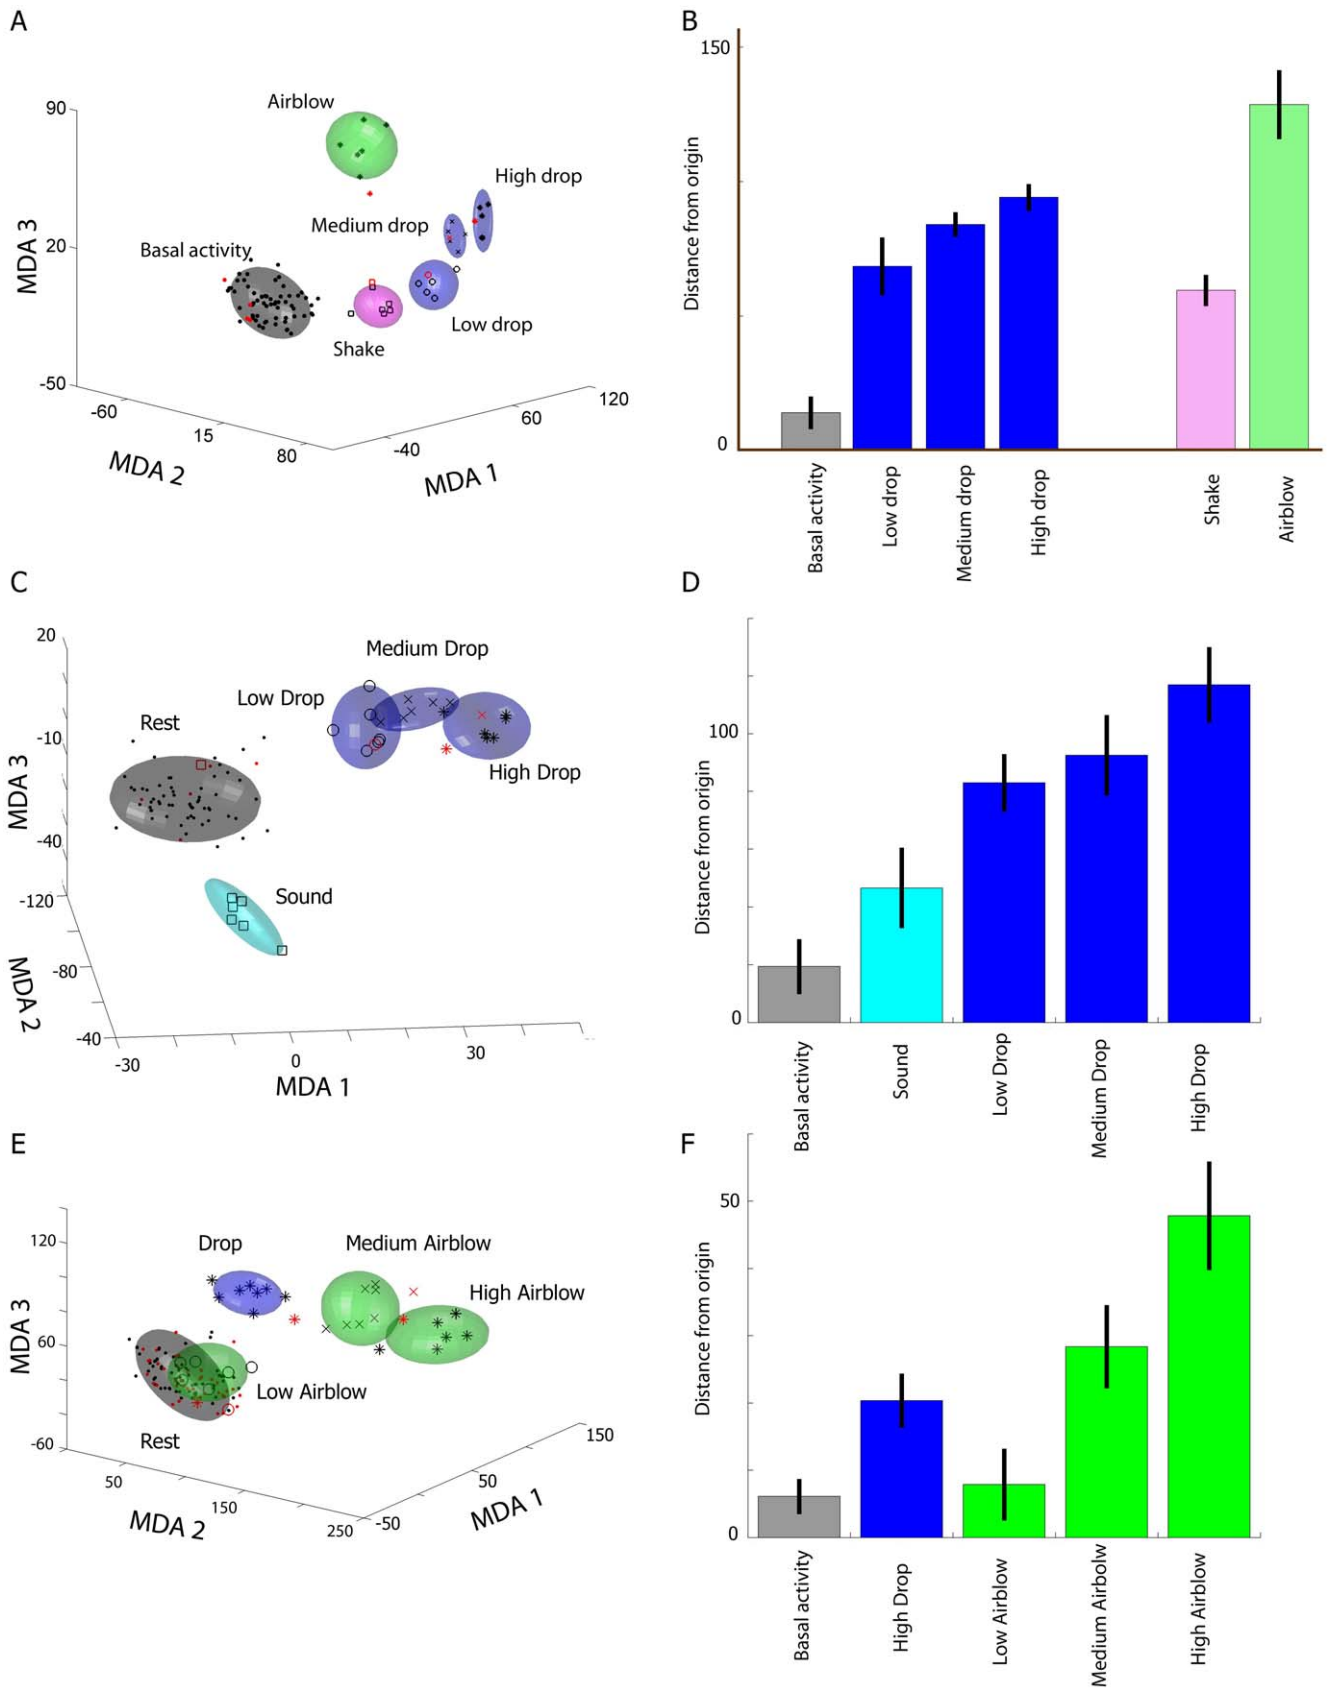 A
90
20
-50
MDA 3
Airblow
High drop
Medium drop
Basal activity
Low drop
Shake
-60
15
80
MDA 2
-40
60
120
MDA 1
B
150
0
Distance from origin
Basal activity
Low drop
Medium drop
High drop
Shake
Airblow
C
20
-10
-40
-120
-80
-40
MDA 3
MDA 2
Medium Drop
Low Drop
Rest
High Drop
Sound
-30
0
30
MDA 1
D
100
0
Distance from origin
Basal activity
Sound
Low Drop
Medium Drop
High Drop
E
120
60
-60
MDA 3
Drop
Medium Airblow
High Airblow
Low Airblow
Rest
50
150
250
MDA 2
-50
50
150
MDA 1
F
50
0
Distance from origin
Basal activity
High Drop
Low Airblow
Medium Airbolw
High Airblow